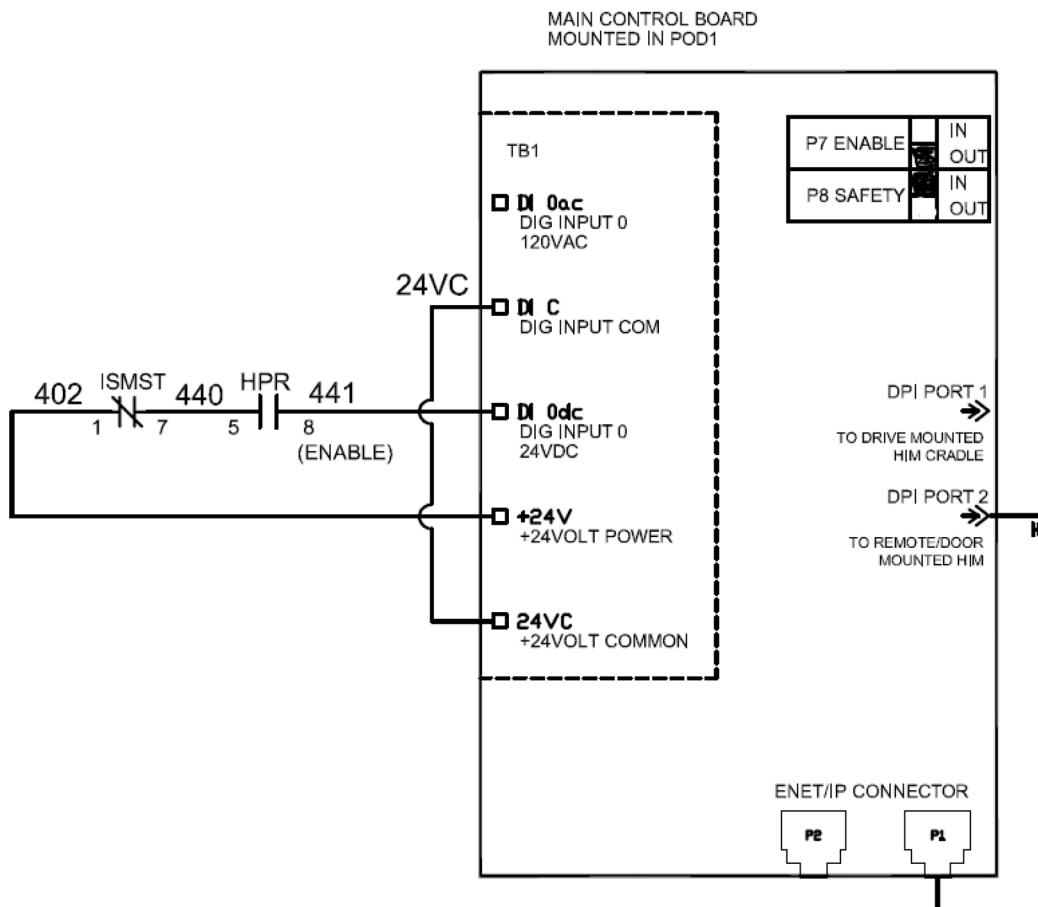 MAIN CONTROL BOARD
MOUNTED IN POD1
P7 ENABLE
IN
OUT
P8 SAFETY
IN
OUT
TB1
DI 0ac
DIG INPUT 0
120VAC
24VC
DI C
DIG INPUT COM
402
ISMST
440
HPR
441
1
7
5
8
(ENABLE)
DI 0dc
DIG INPUT 0
24VDC
DPI PORT 1
TO DRIVE MOUNTED
HIM CRADLE
+24V
+24VOLT POWER
DPI PORT 2
TO REMOTE/DOOR
MOUNTED HIM
24VC
+24VOLT COMMON
ENET/IP CONNECTOR
P2
P1